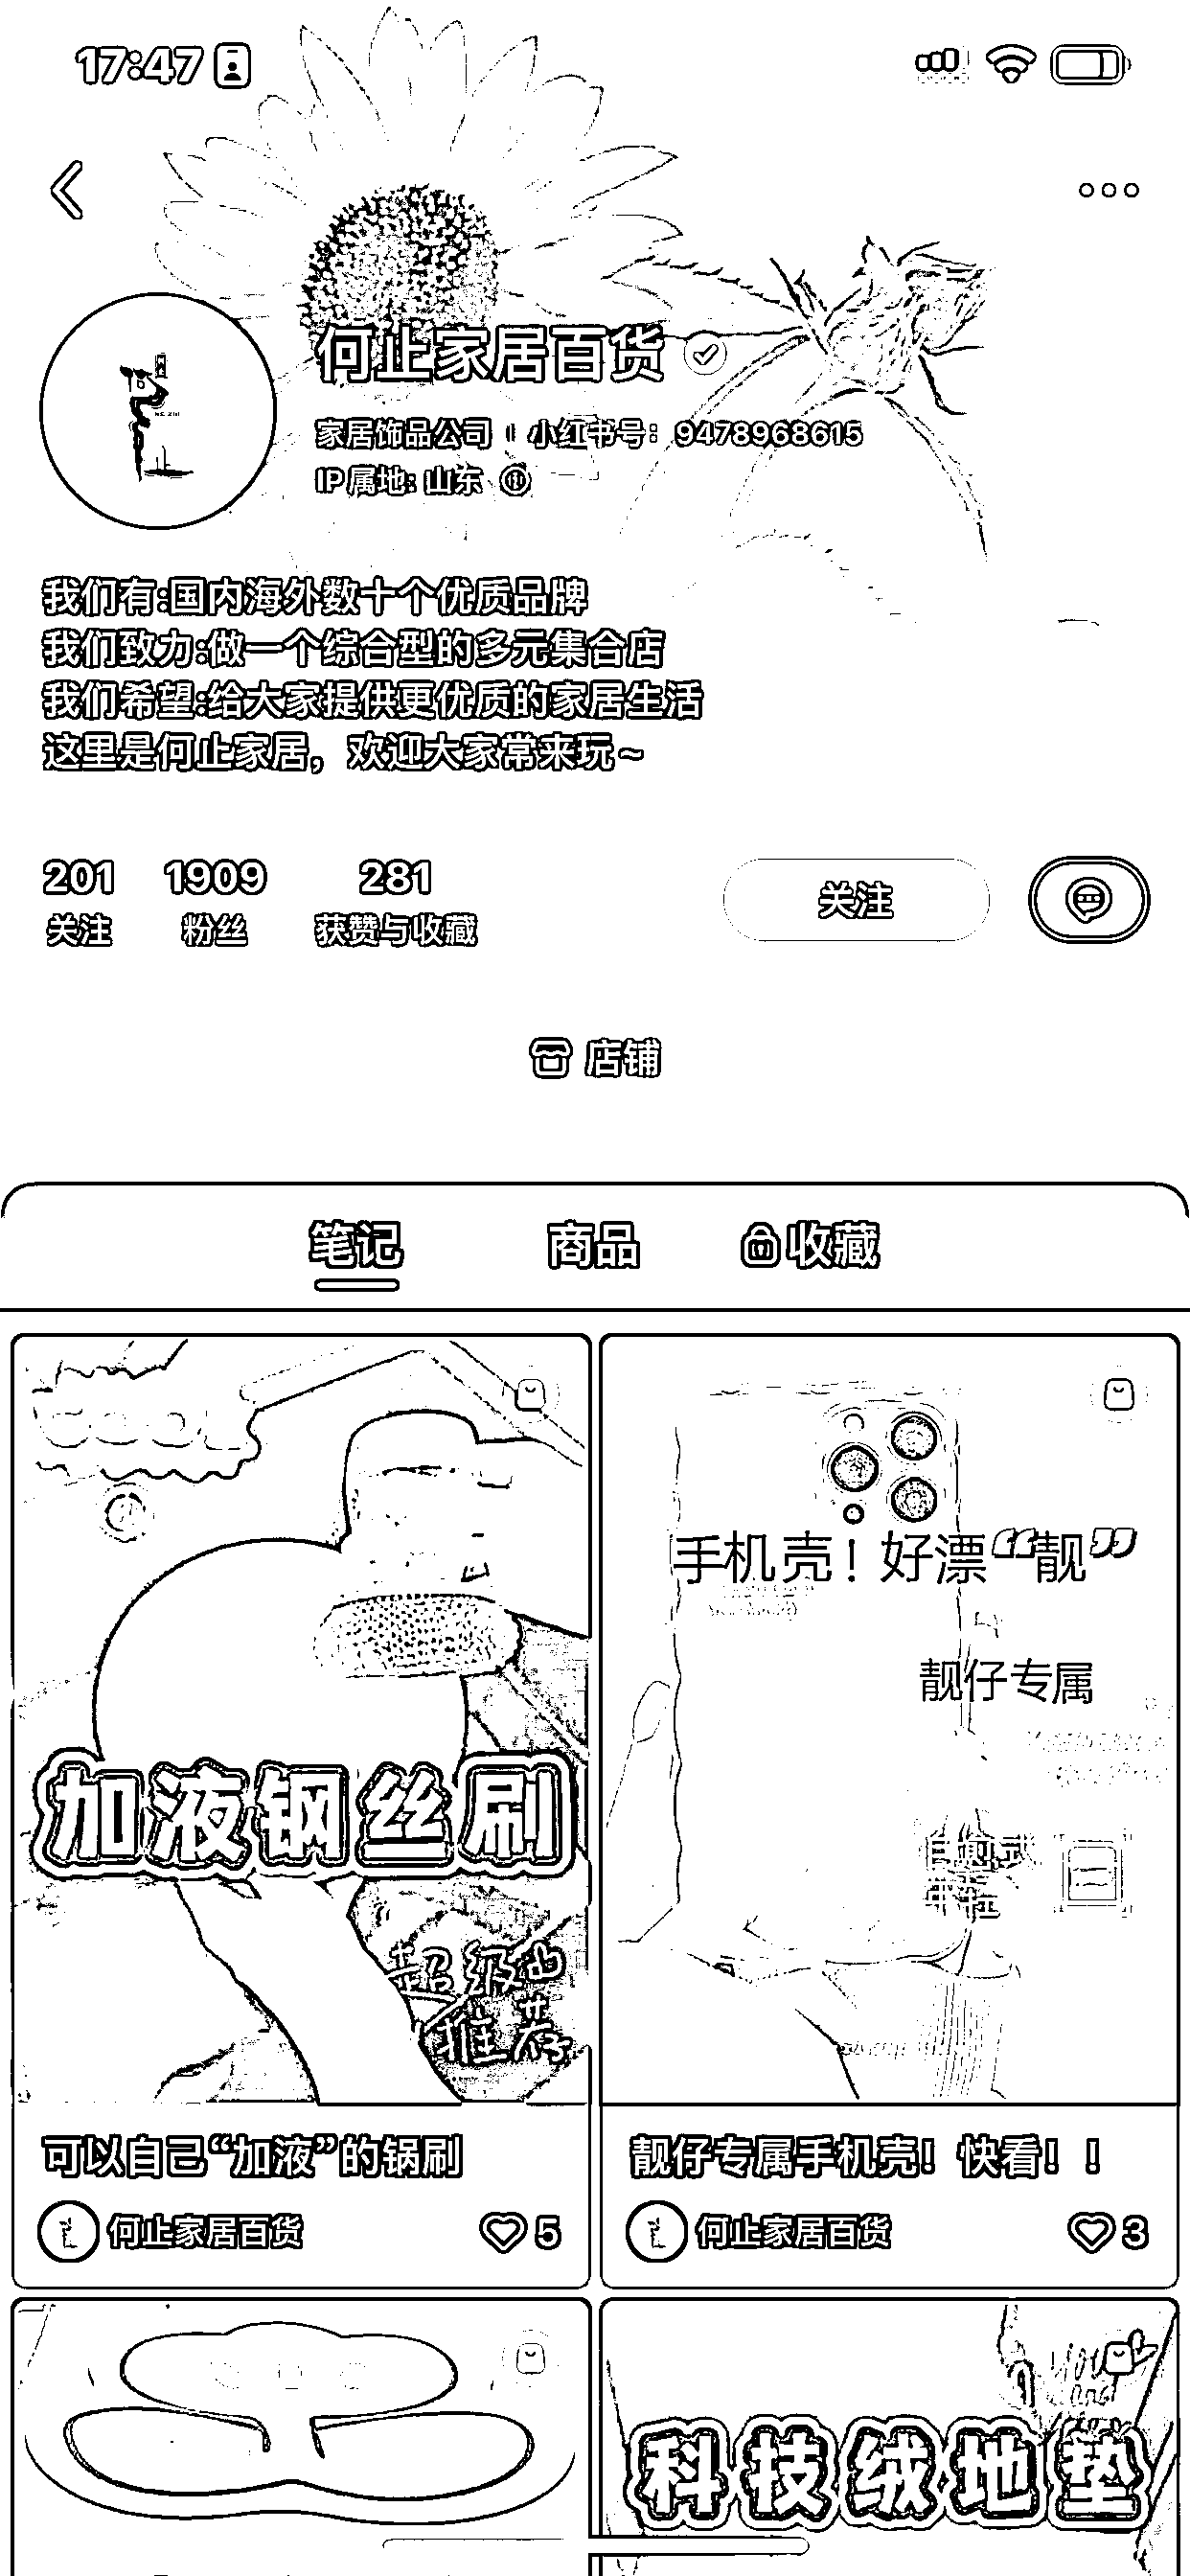 17:47
何止家居百货
家居饰品公司 小红书号：9478968615
IP 属地：山东
我们有:国内海外数十个优质品牌
我们致力:做一个综合型的多元集合店
我们希望:给大家提供更优质的家居生活
这里是何止家居，欢迎大家常来玩～
201 1909 281
关注 粉丝 获赞与收藏
关注
店铺
笔记 商品 收藏
加液钢丝刷
超级
推荐
可以自己“加液”的锅刷
何止家居百货 5
手机壳！好漂“靓”
靓仔专属
靓仔专属手机壳！快看！！
何止家居百货 3
科技绒地垫